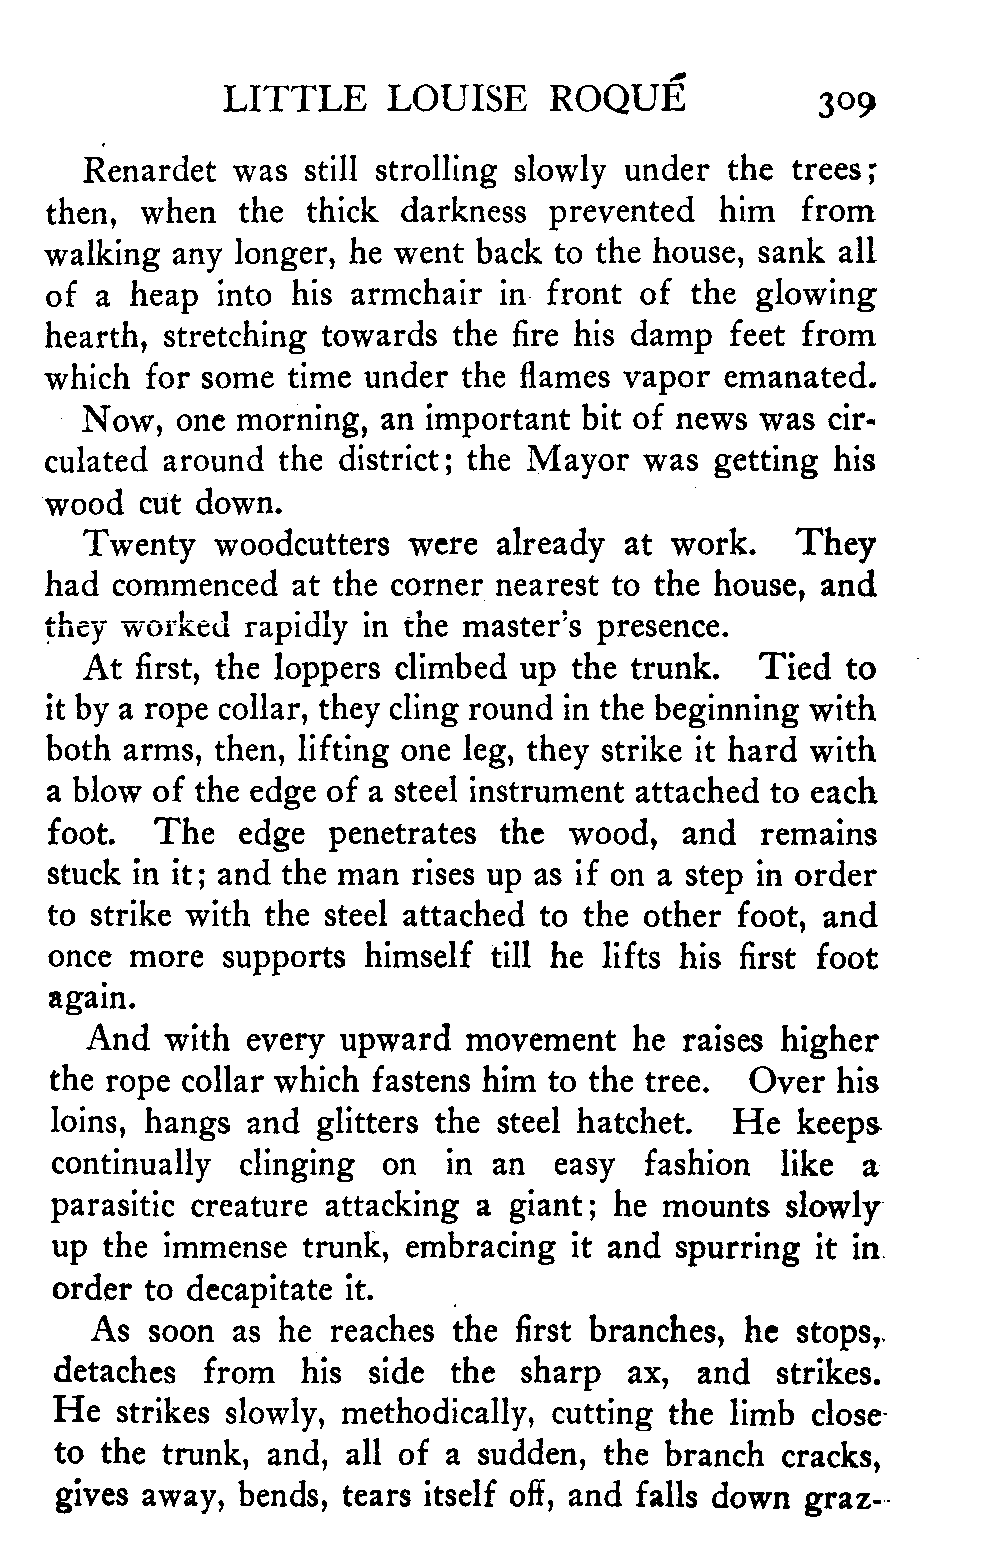 LITTLE LOUISE ROQUÉ 309
Renardet was still strolling slowly under the trees;
then, when the thick darkness prevented him from
walking any longer, he went back to the house, sank all
of a heap into his armchair in front of the glowing
hearth, stretching towards the fire his damp feet from
which for some time under the flames vapor emanated.
Now, one morning, an important bit of news was cir-
culated around the district; the Mayor was getting his
wood cut down.
Twenty woodcutters were already at work. They
had commenced at the corner nearest to the house, and
they worked rapidly in the master's presence.
At first, the loppers climbed up the trunk. Tied to
it by a rope collar, they cling round in the beginning with
both arms, then, lifting one leg, they strike it hard with
a blow of the edge of a steel instrument attached to each
foot. The edge penetrates the wood, and remains
stuck in it; and the man rises up as if on a step in order
to strike with the steel attached to the other foot, and
once more supports himself till he lifts his first foot
again.
And with every upward movement he raises higher
the rope collar which fastens him to the tree. Over his
loins, hangs and glitters the steel hatchet. He keeps
continually clinging on in an easy fashion like a
parasitic creature attacking a giant; he mounts slowly
up the immense trunk, embracing it and spurring it in
order to decapitate it.
As soon as he reaches the first branches, he stops,
detaches from his side the sharp ax, and strikes.
He strikes slowly, methodically, cutting the limb close
to the trunk, and, all of a sudden, the branch cracks,
gives away, bends, tears itself off, and falls down graz-